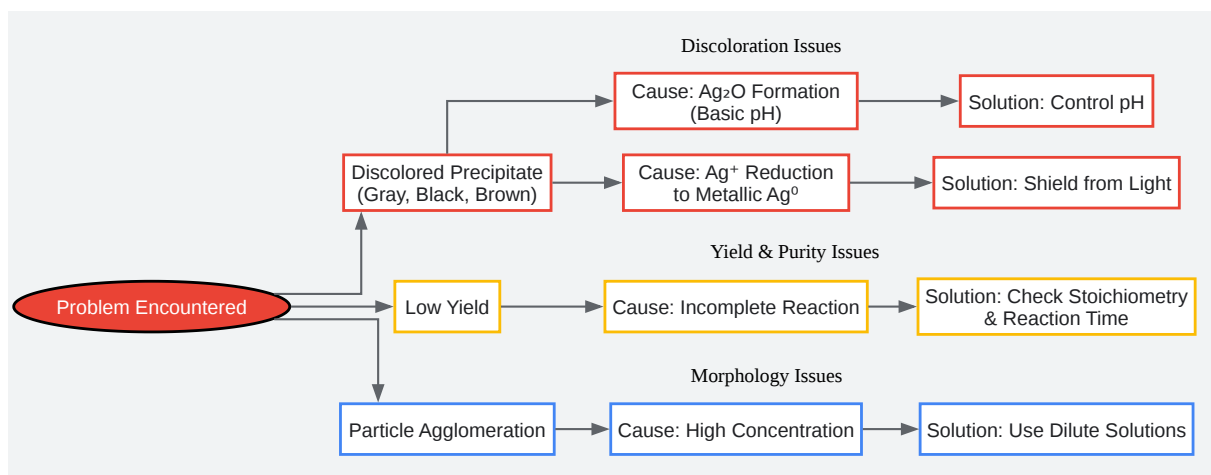 Discoloration Issues
Cause: Ag₂O Formation
(Basic pH)
Solution: Control pH
Discolored Precipitate
(Gray, Black, Brown)
Cause: Ag⁺ Reduction
to Metallic Ag⁰
Solution: Shield from Light
Yield & Purity Issues
Problem Encountered
Low Yield
Cause: Incomplete Reaction
Solution: Check Stoichiometry
& Reaction Time
Morphology Issues
Particle Agglomeration
Cause: High Concentration
Solution: Use Dilute Solutions